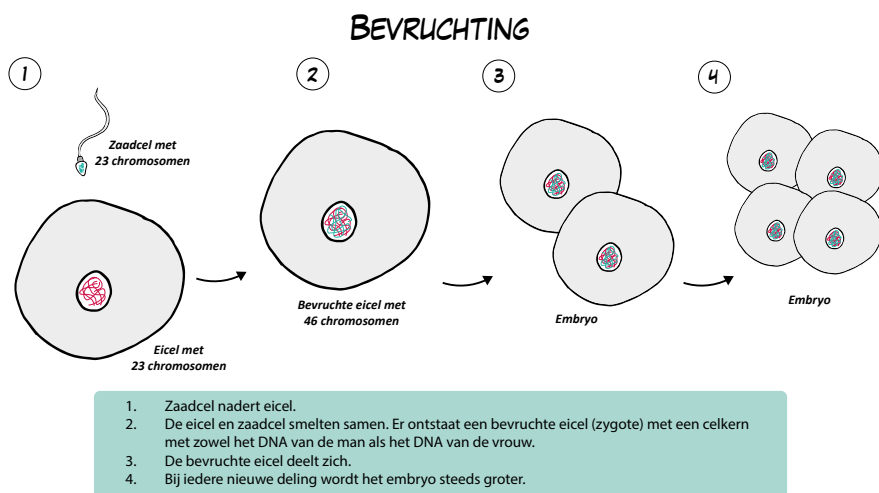 BEVRUCHTING
1
2
3
4
Zaadcel met
23 chromosomen
Eicel met
23 chromosomen
Bevruchte eicel met
46 chromosomen
Embryo
Embryo
1. Zaadcel nadert eicel.
2. De eicel en zaadcel smelten samen. Er ontstaat een bevruchte eicel (zygote) met een celkern
met zowel het DNA van de man als het DNA van de vrouw.
3. De bevruchte eicel deelt zich.
4. Bij iedere nieuwe deling wordt het embryo steeds groter.